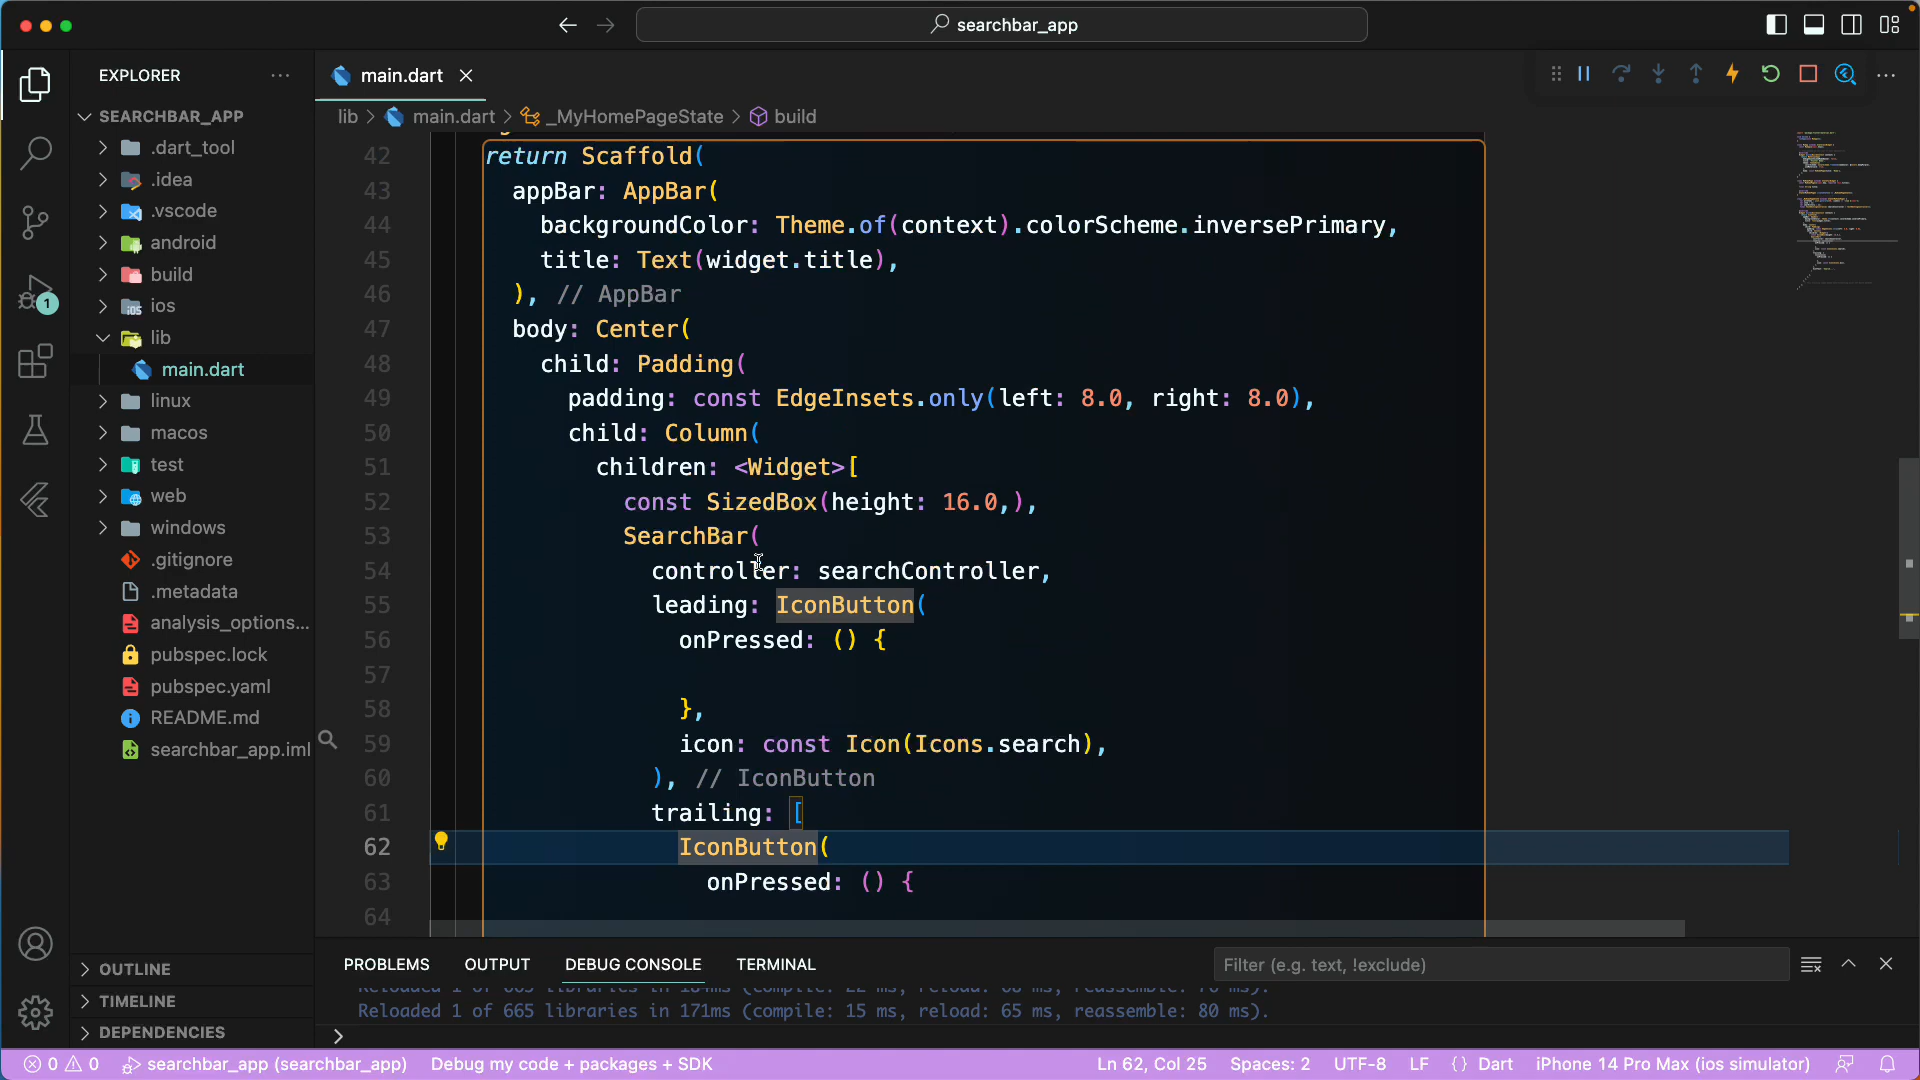 searchbar_app
EXPLORER
main.dart
SEARCHBAR_APP
lib > main.dart > _MyHomePageState > build
.dart_tool
.idea
.vscode
android
build
ios
lib
main.dart
linux
macos
test
web
windows
.gitignore
.metadata
analysis_options...
pubspec.lock
pubspec.yaml
README.md
searchbar_app.iml
OUTLINE
TIMELINE
DEPENDENCIES
1
42 return Scaffold(
43 appBar: AppBar(
44 backgroundColor: Theme.of(context).colorScheme.inversePrimary,
45 title: Text(widget.title),
46 ), // AppBar
47 body: Center(
48 child: Padding(
49 padding: const EdgeInsets.only(left: 8.0, right: 8.0),
50 child: Column(
51 children: <Widget>[
52 const SizedBox(height: 16.0,),
53 SearchBar(
54 controller: searchController,
55 leading: IconButton(
56 onPressed: () {
57
58 },
59 icon: const Icon(Icons.search),
60 ), // IconButton
61 trailing: [
62 IconButton(
63 onPressed: () {
64
PROBLEMS OUTPUT DEBUG CONSOLE TERMINAL
Filter (e.g. text, !exclude)
Reloaded 1 of 665 libraries in 171ms (compile: 15 ms, reload: 65 ms, reassemble: 80 ms).
0 0 searchbar_app (searchbar_app) Debug my code + packages + SDK
Ln 62, Col 25 Spaces: 2 UTF-8 LF {} Dart iPhone 14 Pro Max (ios simulator)